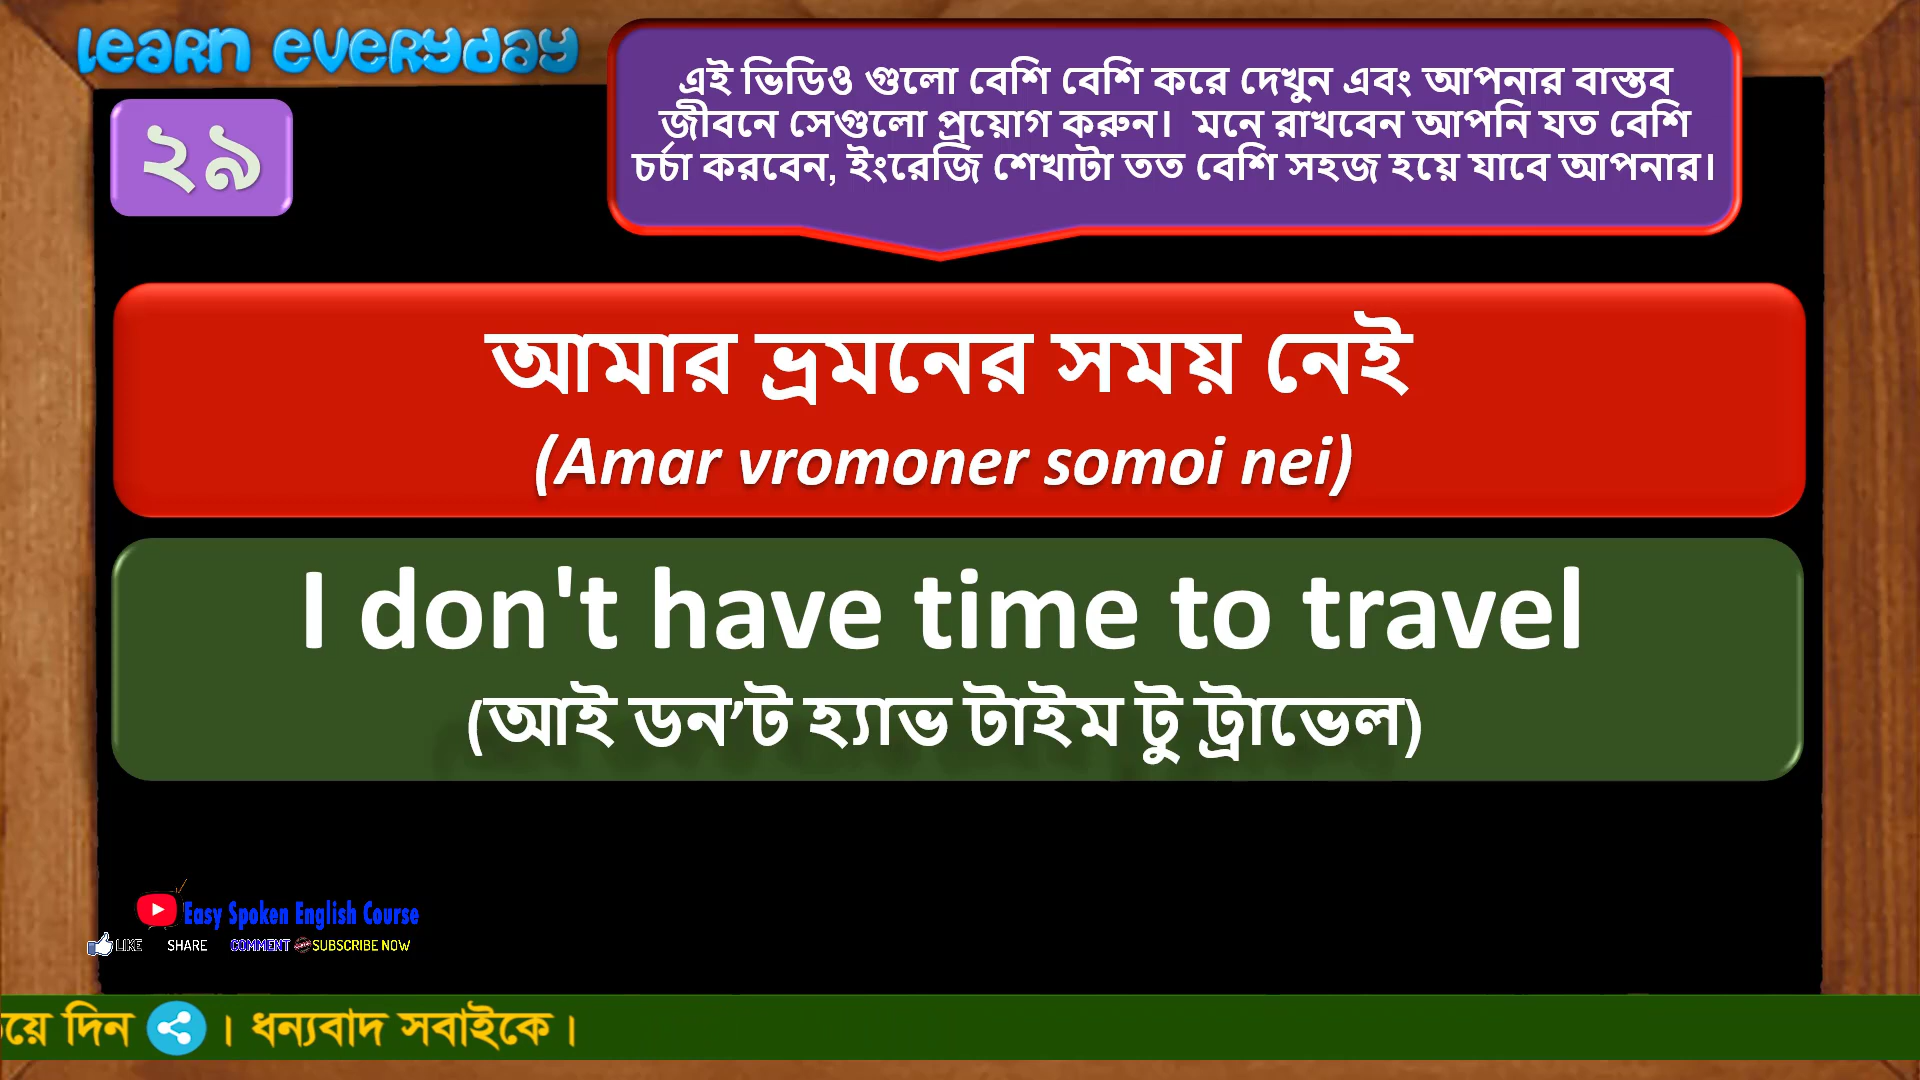 Learn Everyday
২৯
এই ভিডিও গুলো বেশি বেশি করে দেখুন এবং আপনার বাস্তব
জীবনে সেগুলো প্রয়োগ করুন। মনে রাখবেন আপনি যত বেশি
চর্চা করবেন, ইংরেজি শেখাটা তত বেশি সহজ হয়ে যাবে আপনার।
আমার ভ্রমনের সময় নেই
(Amar vromoner somoi nei)
I don't have time to travel
(আই ডন’ট হ্যাভ টাইম টু ট্রাভেল)
Easy Spoken English Course
LIKE SHARE COMMENT SUBSCRIBE NOW
য়ে দিন । ধন্যবাদ সবাইকে ।